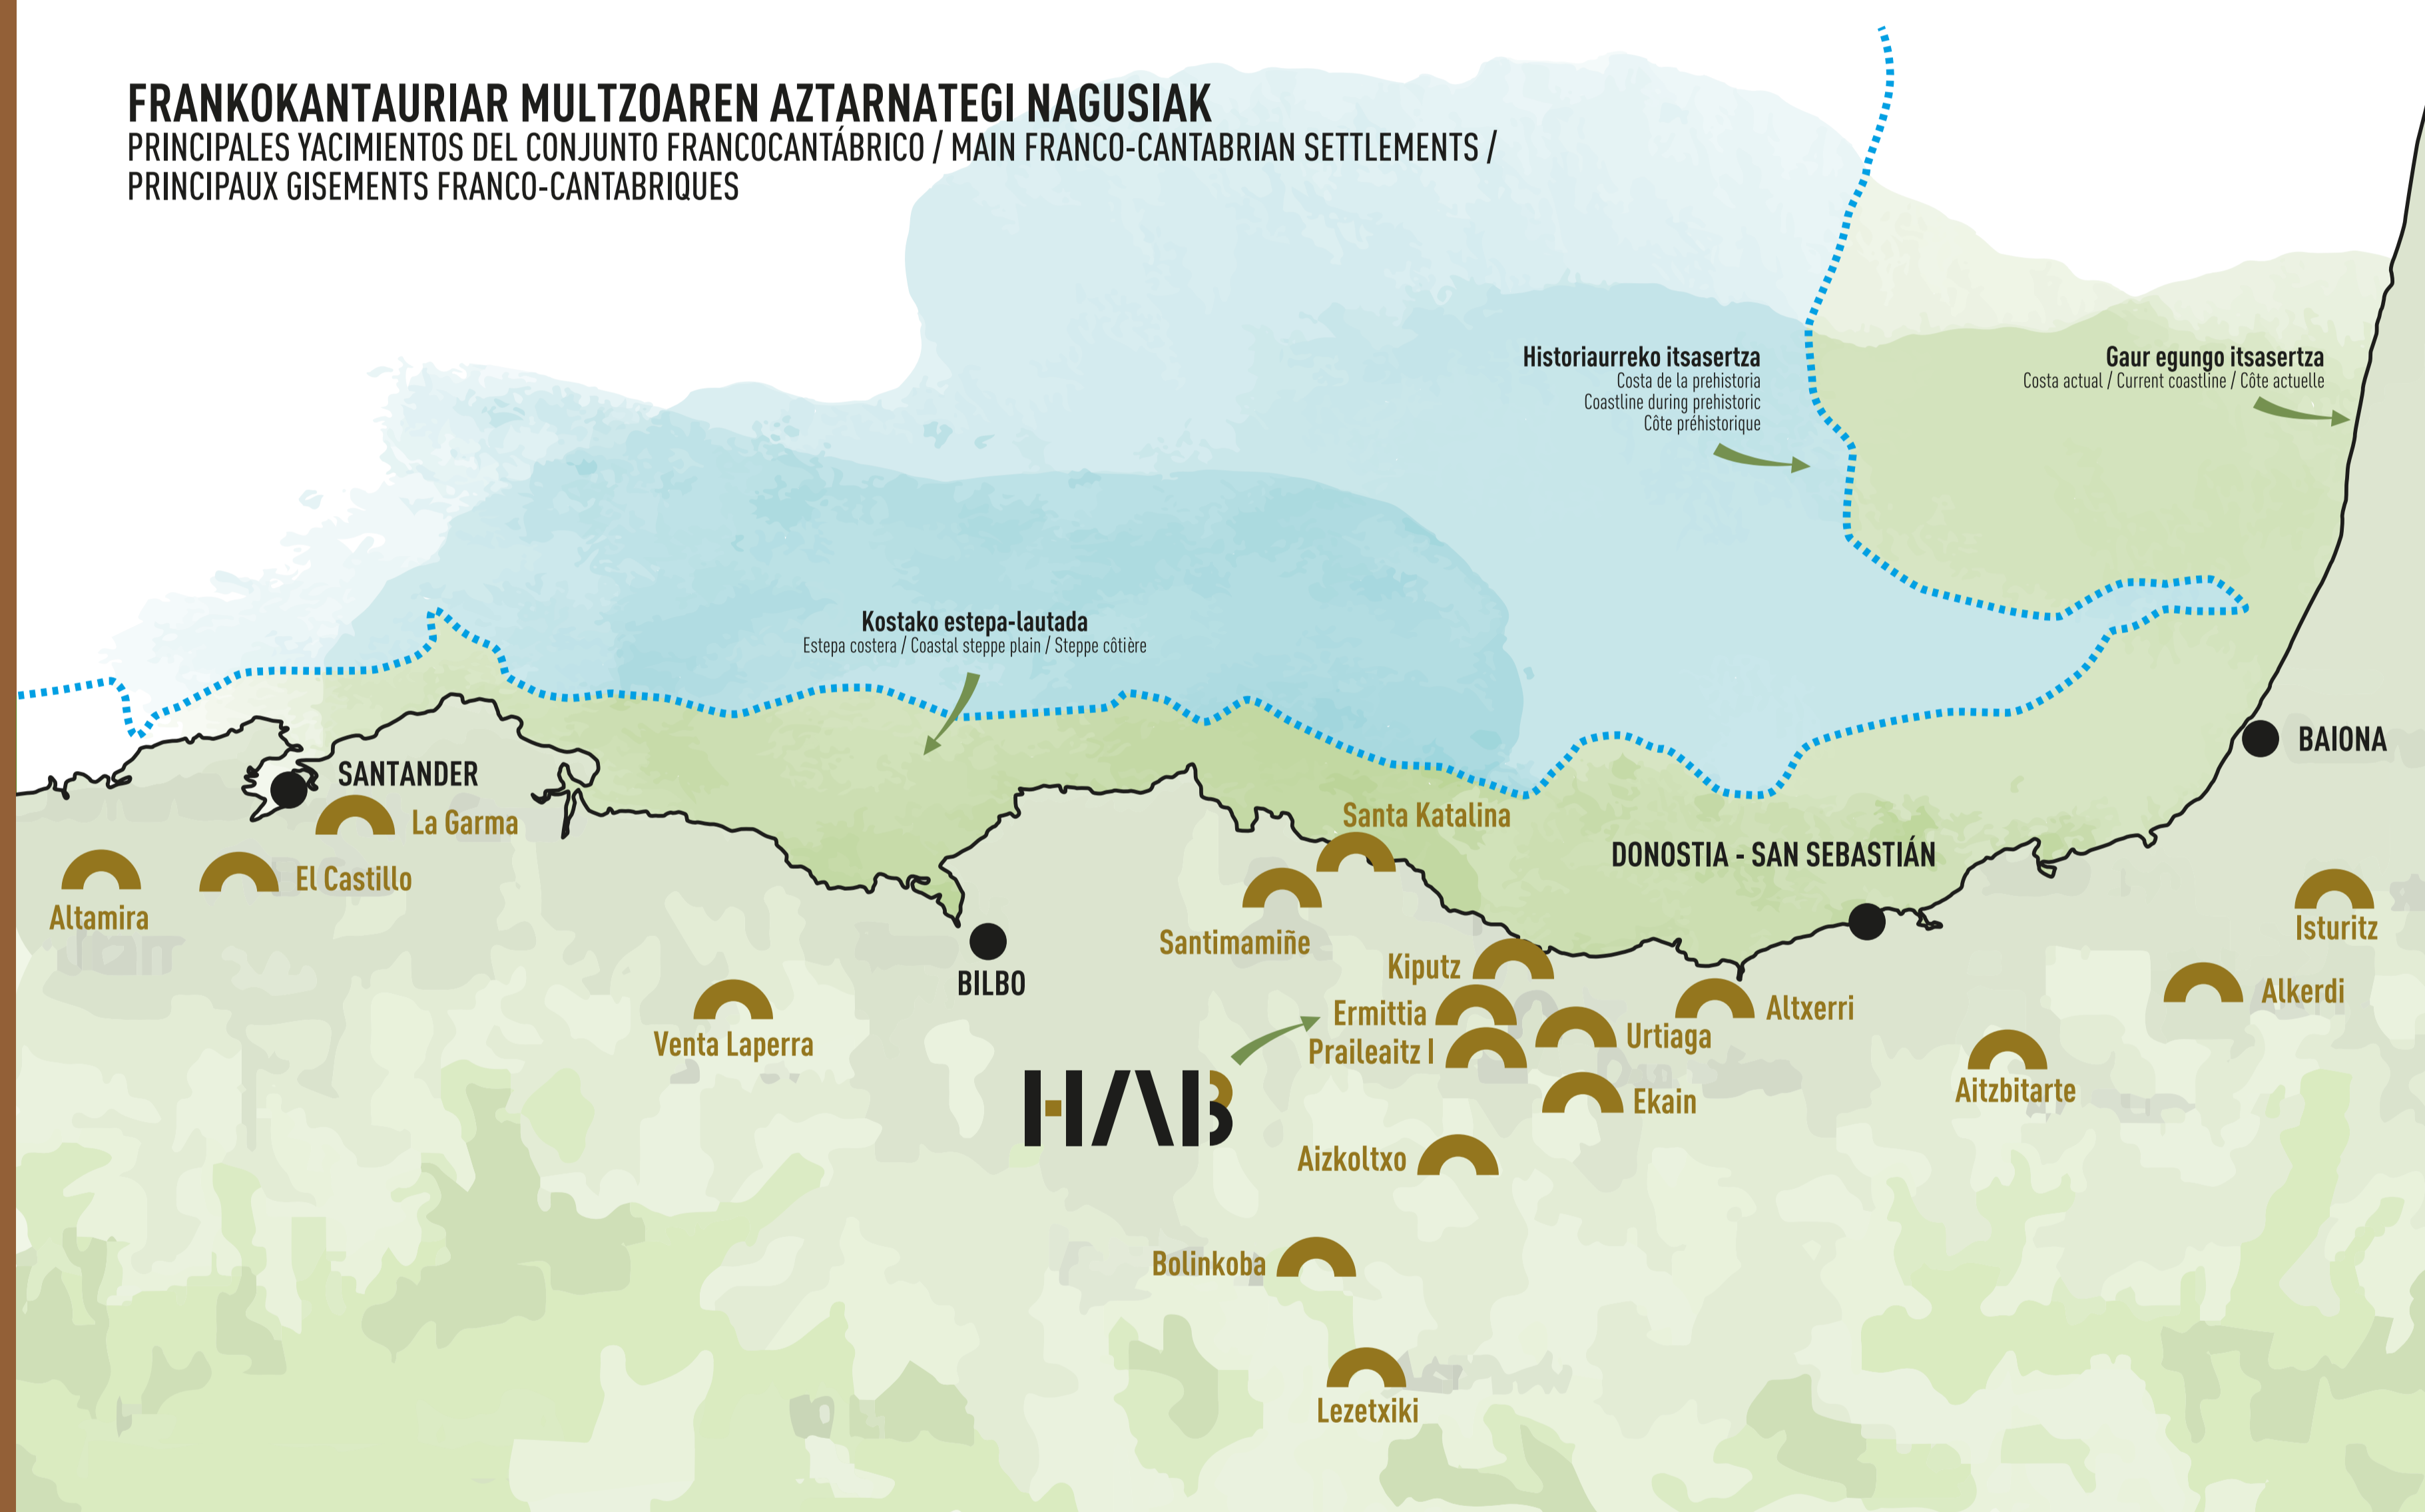 FRANKOKANTAURIAR MULTZOAREN AZTARNATEGI NAGUSIAK
PRINCIPALES YACIMIENTOS DEL CONJUNTO FRANCOCANTÁBRICO / MAIN FRANCO-CANTABRIAN SETTLEMENTS /
PRINCIPAUX GISEMENTS FRANCO-CANTABRIQUES
Historiaurreko itsasertza
Costa de la prehistoria
Coastline during prehistoric
Côte préhistorique
Gaur egungo itsasertza
Costa actual / Current coastline / Côte actuelle
Kostako estepa-lautada
Estepa costera / Coastal steppe plain / Steppe côtière
BAIONA
SANTANDER
La Garma
Santa Katalina
DONOSTIA - SAN SEBASTIÁN
El Castillo
Altamira
Isturitz
Santimamiñe
Kiputz
BILBO
Alkerdi
Altxerri
Ermittia
Urtiaga
Venta Laperra
Praileaitz I
Aitzbitarte
Ekain
HAB
Aizkoltxo
Bolinkoba
Lezetxiki